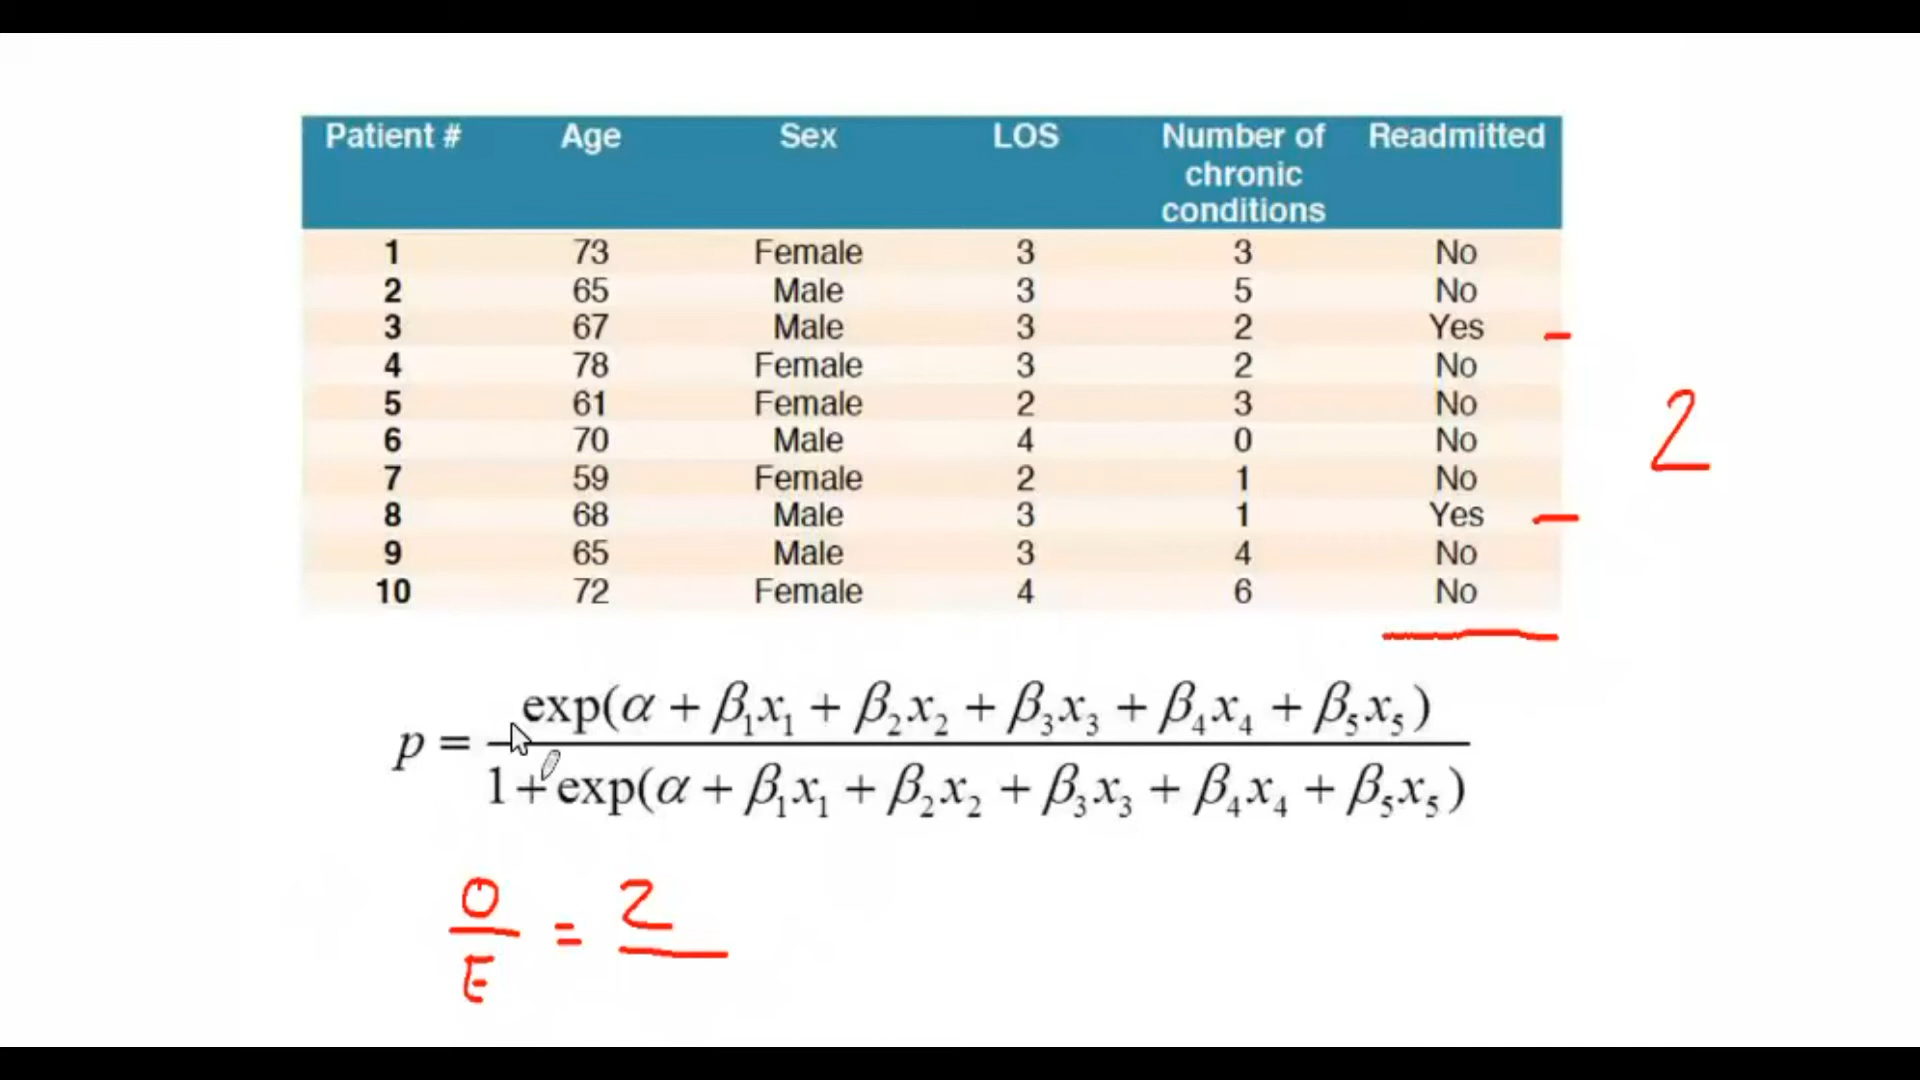 Patient # Age Sex LOS Number of chronic conditions Readmitted
1 73 Female 3 3 No
2 65 Male 3 5 No
3 67 Male 3 2 Yes
4 78 Female 3 2 No
5 61 Female 2 3 No
6 70 Male 4 0 No
7 59 Female 2 1 No
8 68 Male 3 1 Yes
9 65 Male 3 4 No
10 72 Female 4 6 No
2
p = exp(α + β₁x₁ + β₂x₂ + β₃x₃ + β₄x₄ + β₅x₅)
1+exp(α + β₁x₁ + β₂x₂ + β₃x₃ + β₄x₄ + β₅x₅)
O = 2
E